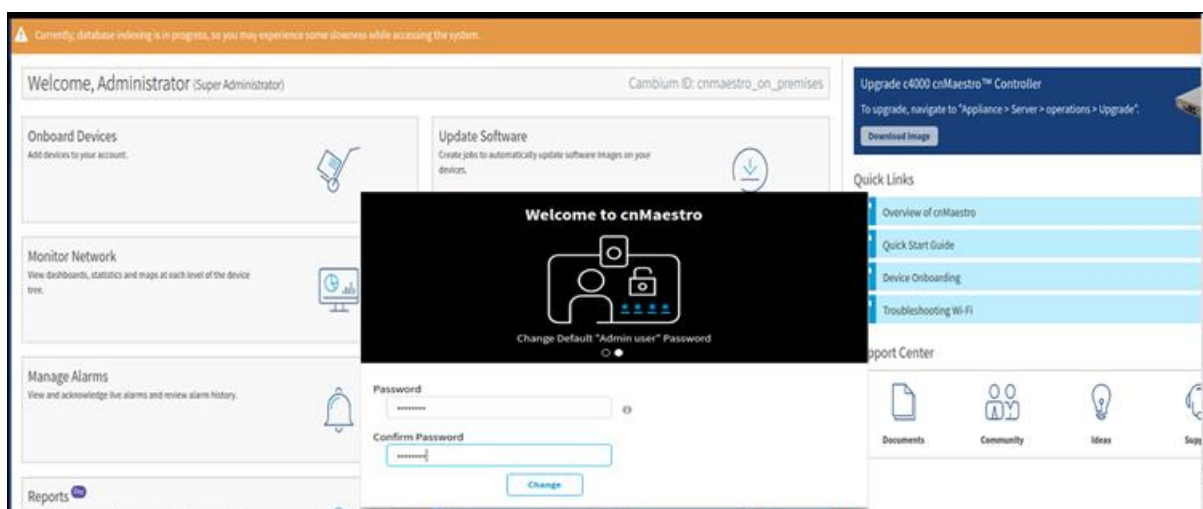 Currently, database indexing is in progress, so you may experience some slowness while accessing the system.
Welcome, Administrator (Super Administrator)
Cambium ID: cnmaestro_on_premises
Onboard Devices
Add devices to your account.
Update Software
Create jobs to automatically update software images on your
devices.
Monitor Network
View dashboards, statistics and maps at each level of the device
tree.
Manage Alarms
View and acknowledge live alarms and review alarm history.
Reports Pro
Welcome to cnMaestro
Change Default "Admin user" Password
Password
Confirm Password
Change
Upgrade c4000 cnMaestro™ Controller
To upgrade, navigate to "Appliance > Server > operations > Upgrade".
Download Image
Quick Links
Overview of cnMaestro
Quick Start Guide
Device Onboarding
Troubleshooting Wi-Fi
pport Center
Documents
Community
Ideas
Supp